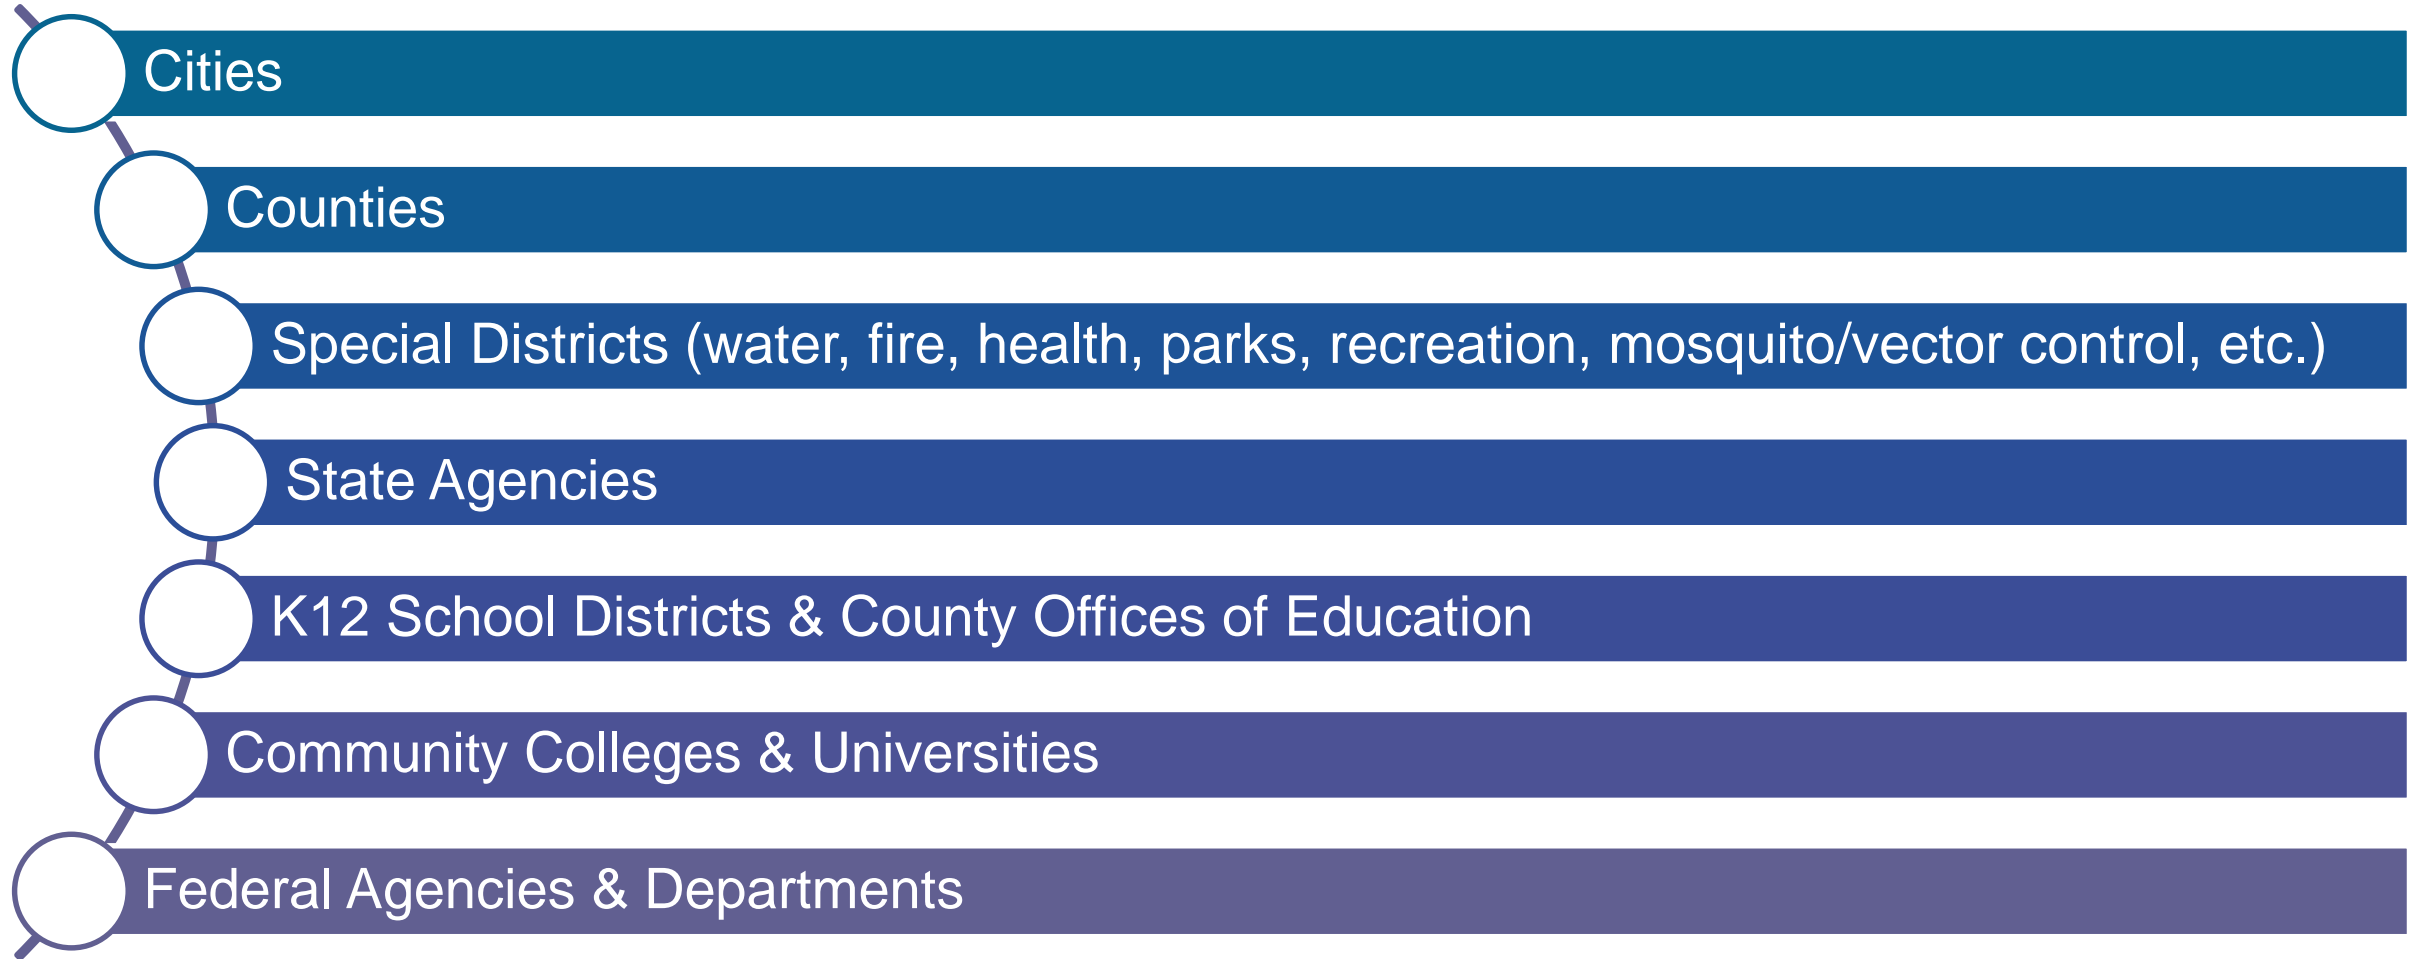 Cities
Counties
Special Districts (water, fire, health, parks, recreation, mosquito/vector control, etc.)
State Agencies
K12 School Districts & County Offices of Education
Community Colleges & Universities
Federal Agencies & Departments